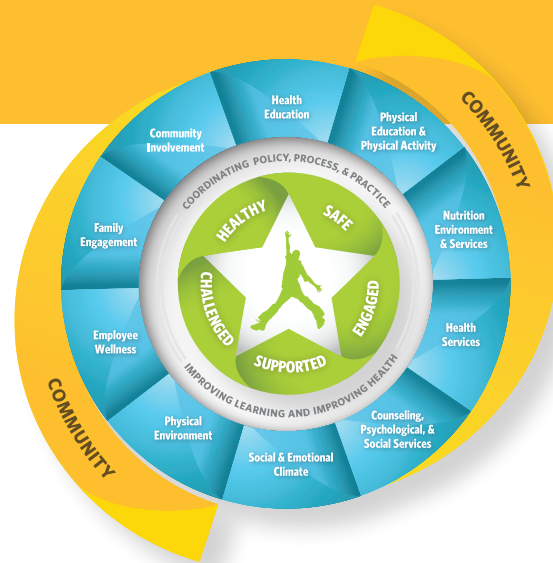 COMMUNITY
Health
Education
Physical
Education &
Physical Activity
Nutrition
Environment
& Services
Health
Services
Counseling,
Psychological, &
Social Services
Social & Emotional
Climate
Physical
Environment
Employee
Wellness
Family
Engagement
Community
Involvement
COORDINATING POLICY, PROCESS, & PRACTICE
IMPROVING LEARNING AND IMPROVING HEALTH
HEALTHY
SAFE
ENGAGED
SUPPORTED
CHALLENGED
COMMUNITY